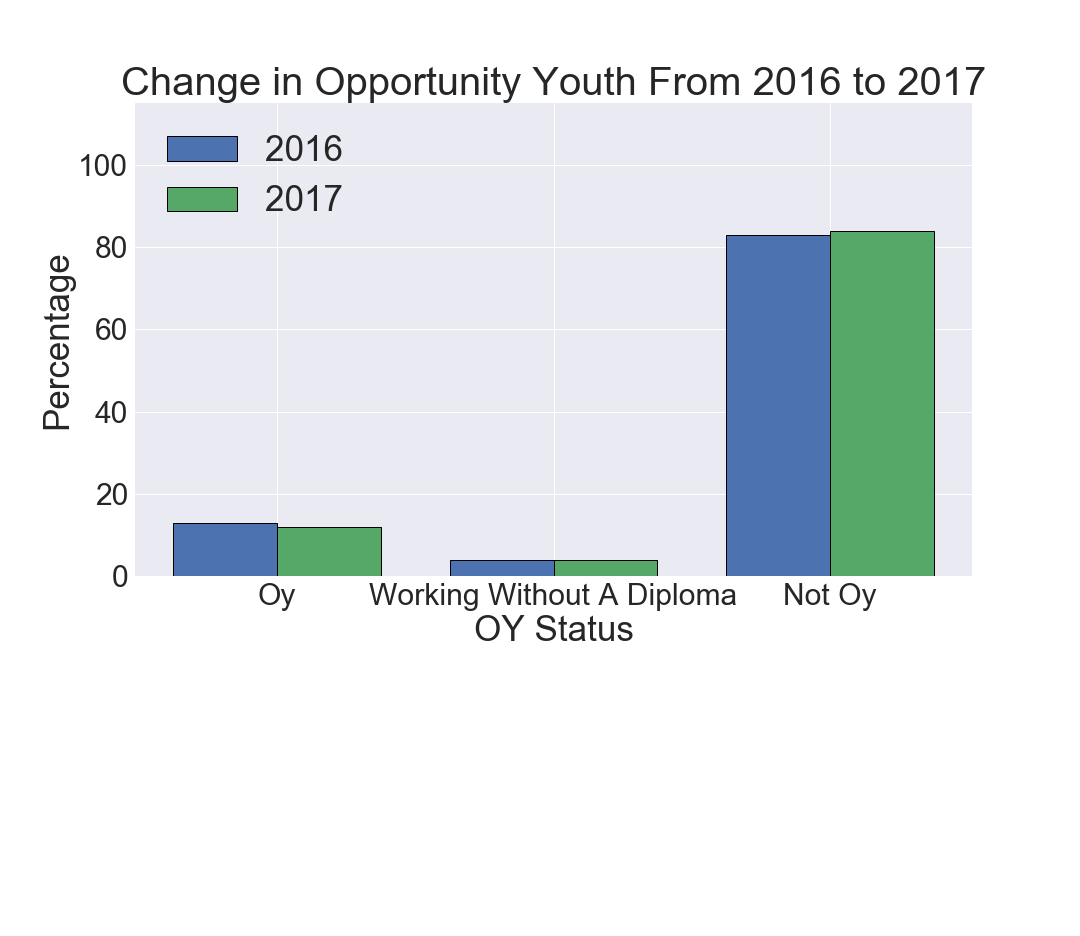 Change in Opportunity Youth From 2016 to 2017
2016
2017
100
80
60
40
20
0
Percentage
Oy Working Without A Diploma Not Oy
OY Status